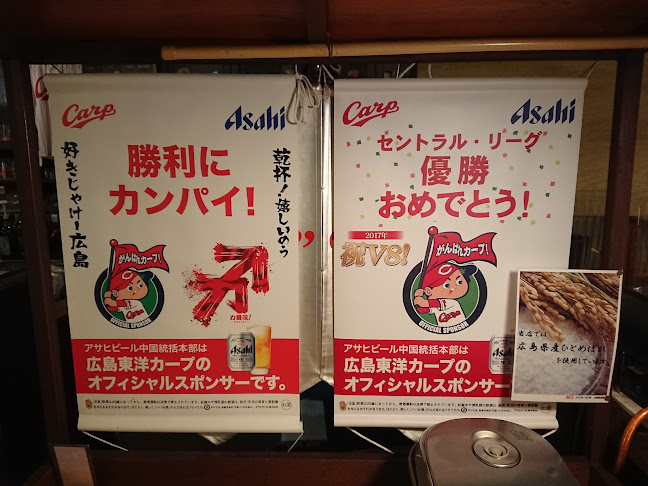 Carp
Asahi
好きじゃけー広島
勝利に
カンパイ!
乾杯!嬉しいのぅ
がんばれカープ!
Carp
OFFICIAL SPONSOR
Asahi
アサヒビール中国統括本部は
広島東洋カープの
オフィシャルスポンサーです。
Carp
Asahi
セントラル・リーグ
優勝
おめでとう!
2017年
祝V8!
がんばれカープ!
Carp
OFFICIAL SPONSOR
アサヒビール中国統括本部は
広島東洋カープの
オフィシャルスポンサー
当店では
広島県産ひとめぼれ
を使用しています